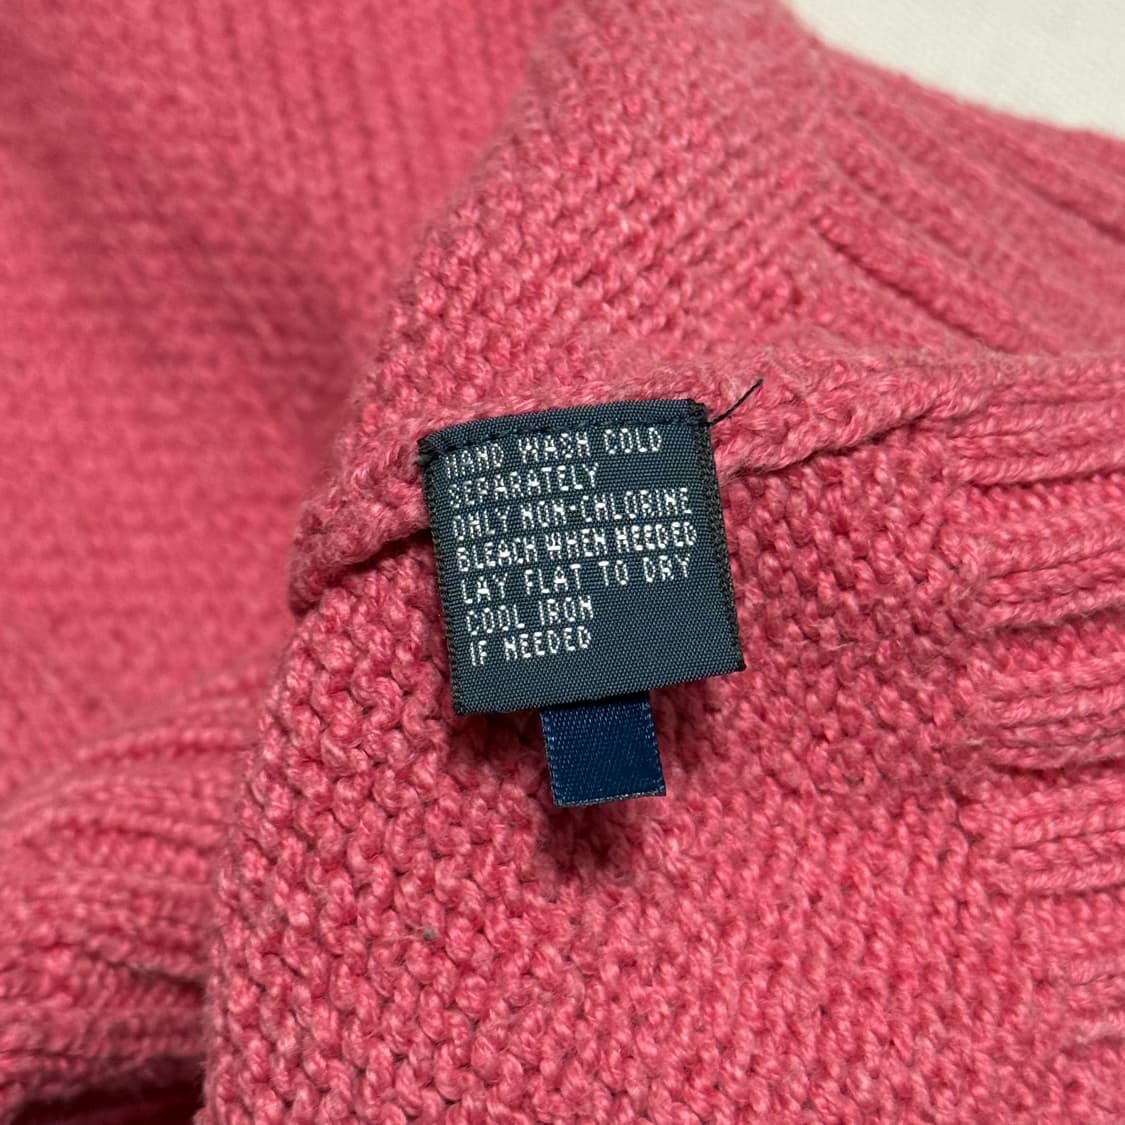 HAND WASH COLD
SEPARATELY
ONLY NON-CHLORINE
BLEACH WHEN NEEDED
LAY FLAT TO DRY
COOL IRON
IF NEEDED